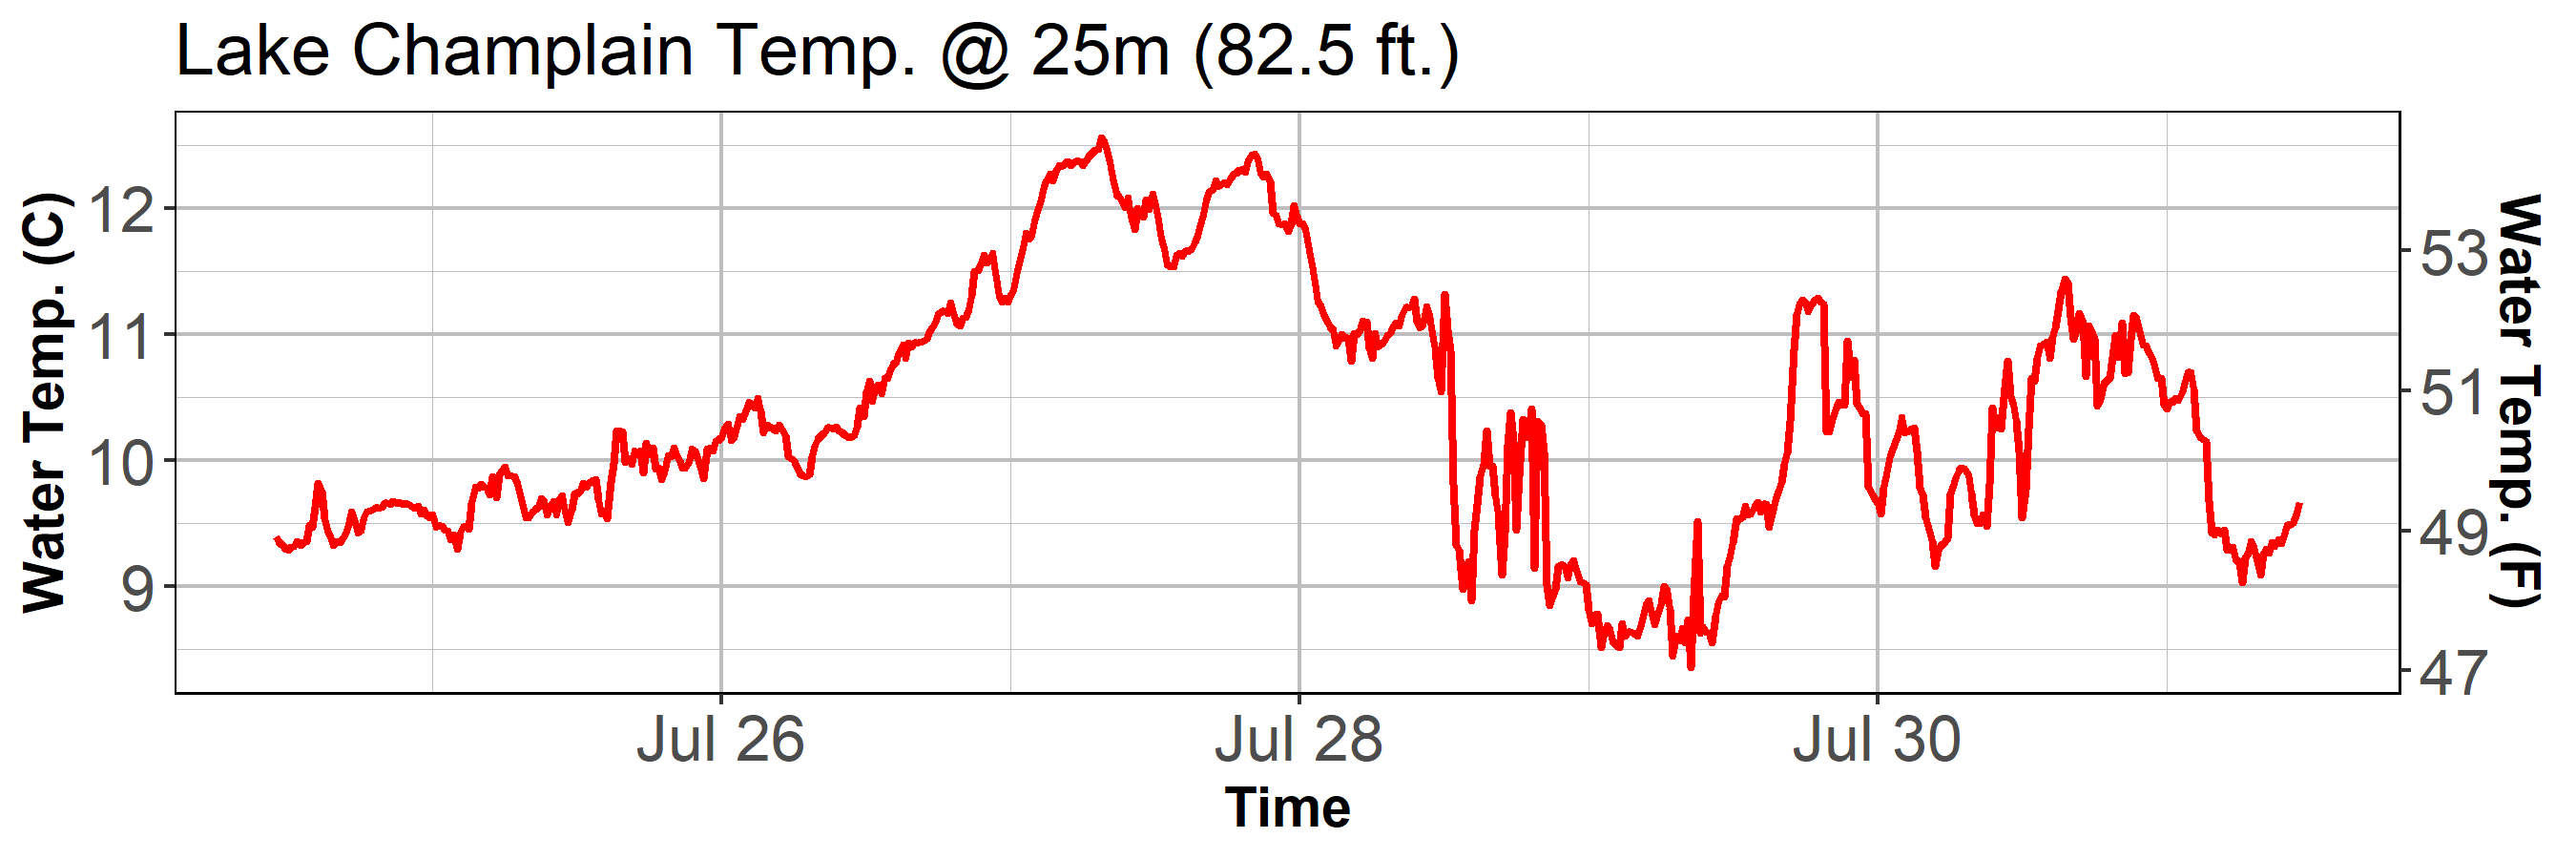 Lake Champlain Temp. @ 25m (82.5 ft.)
Water Temp. (C)
12
11
10
9
53
51
49
47
Water Temp. (F)
Jul 26
Jul 28
Jul 30
Time